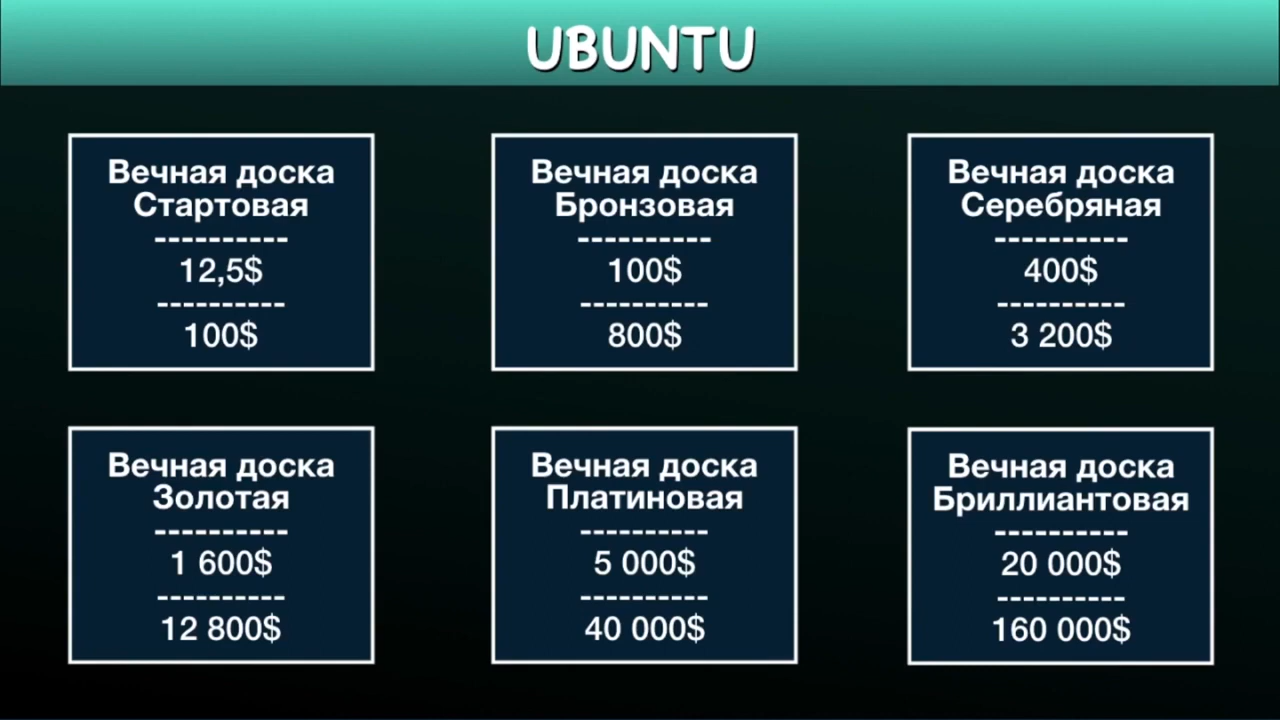 UBUNTU
Вечная доска
Стартовая
----------
12,5$
----------
100$
Вечная доска
Бронзовая
----------
100$
----------
800$
Вечная доска
Серебряная
----------
400$
----------
3 200$
Вечная доска
Золотая
----------
1 600$
----------
12 800$
Вечная доска
Платиновая
----------
5 000$
----------
40 000$
Вечная доска
Бриллиантовая
----------
20 000$
----------
160 000$